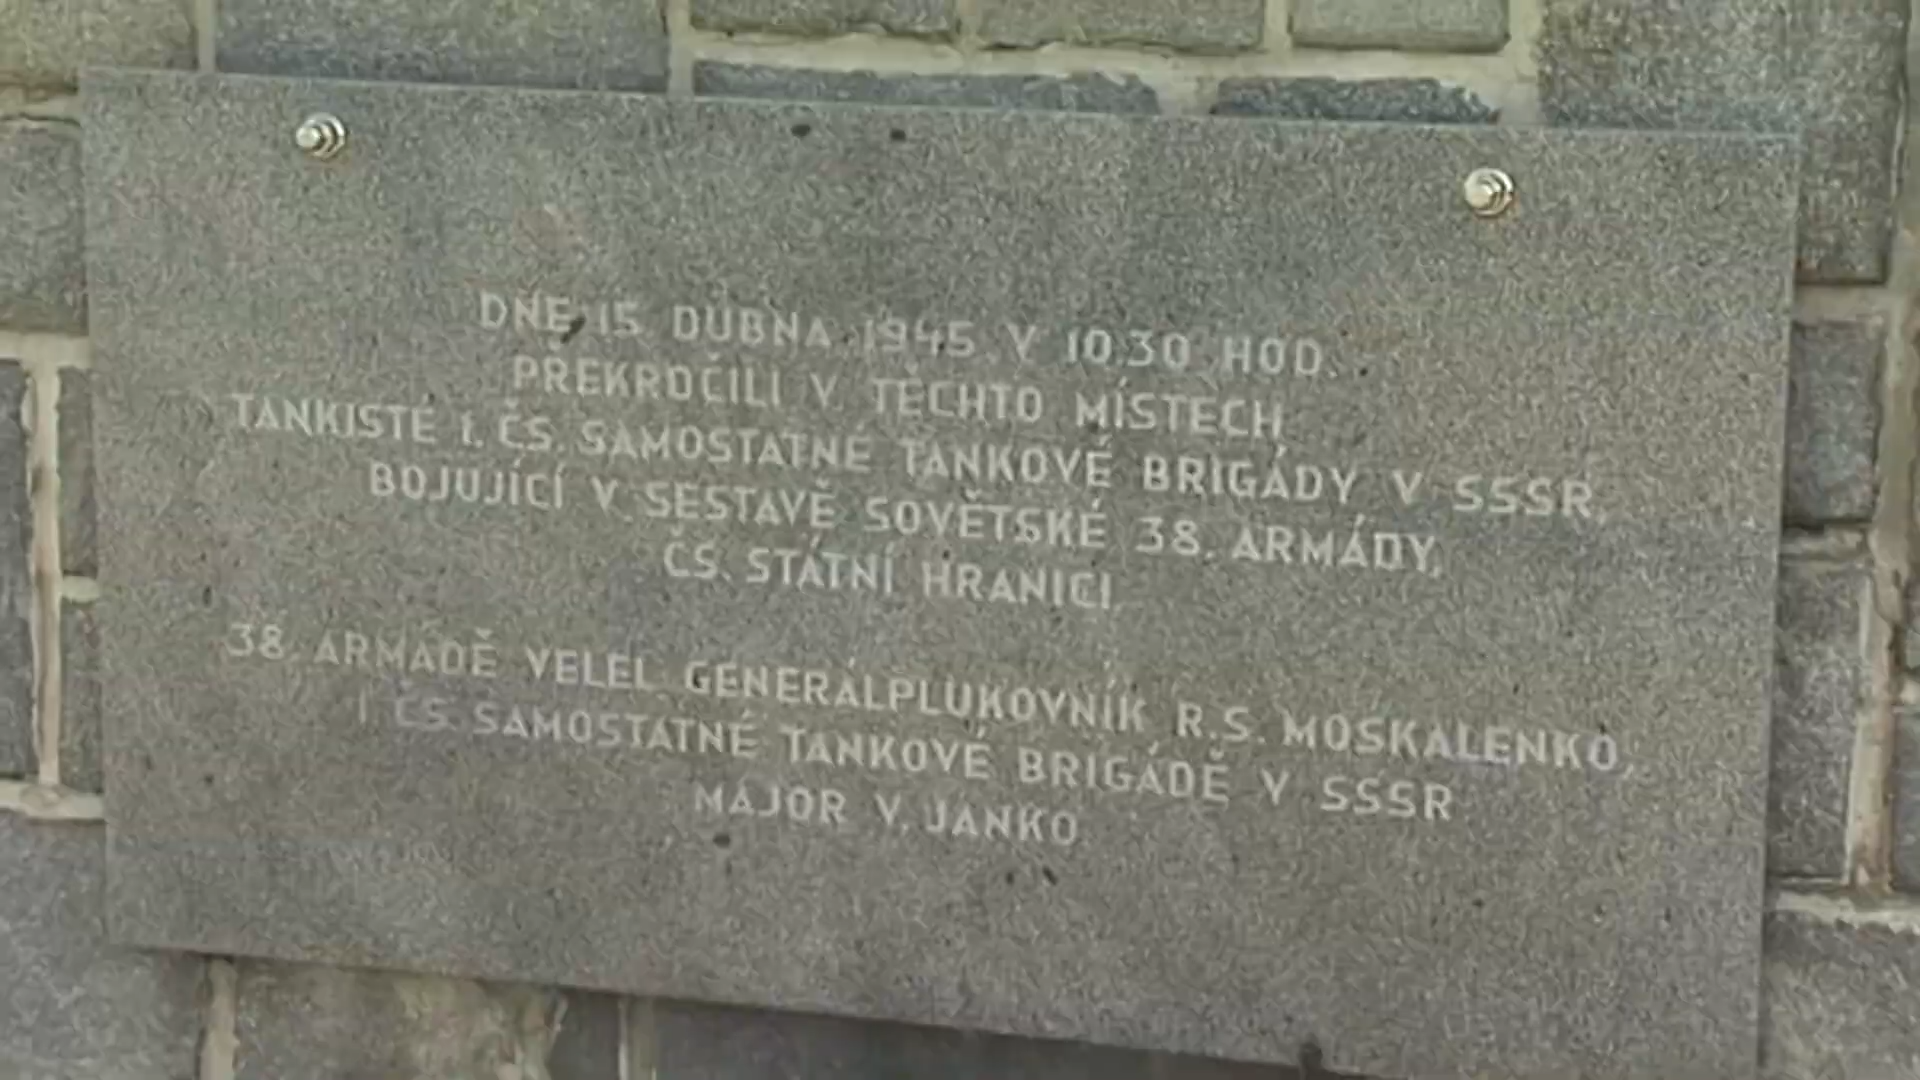 DNE 15. DUBNA 1945 V 10.30 HOD.
PŘEKROČILI V TĚCHTO MÍSTECH
TANKISTÉ 1. ČS. SAMOSTATNÉ TANKOVÉ BRIGÁDY V SSSR,
BOJUJÍCÍ V SESTAVĚ SOVĚTSKÉ 38. ARMÁDY,
ČS. STÁTNÍ HRANICI.
38. ARMÁDĚ VELEL GENERÁLPLUKOVNÍK R.S. MOSKALENKO,
1 ČS. SAMOSTATNÉ TANKOVÉ BRIGÁDĚ V SSSR
MAJOR V. JANKO